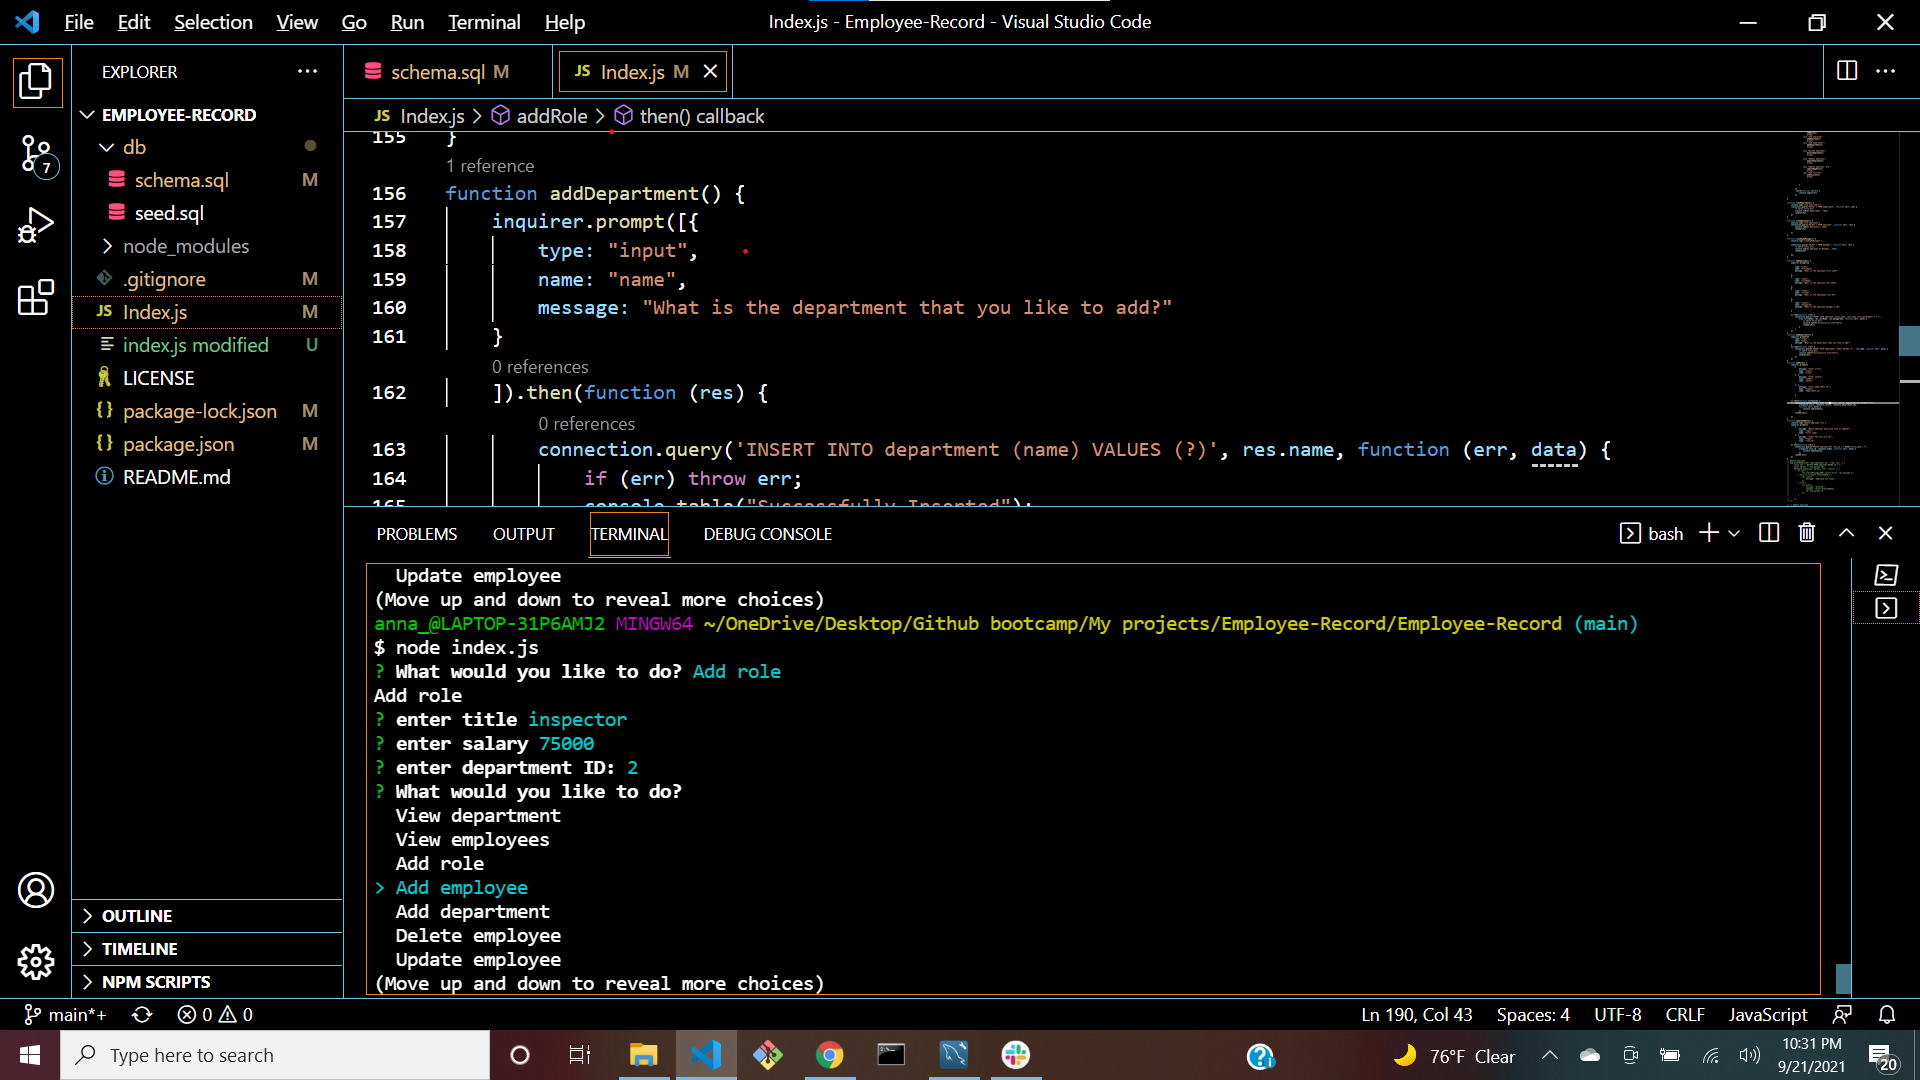 File Edit Selection View Go Run Terminal Help
Index.js - Employee-Record - Visual Studio Code
EXPLORER
schema.sql M
JS Index.js M
EMPLOYEE-RECORD
db
schema.sql M
seed.sql
node_modules
.gitignore M
JS Index.js M
index.js modified U
LICENSE
{} package-lock.json M
{} package.json M
README.md
7
OUTLINE
TIMELINE
NPM SCRIPTS
JS Index.js > addRole > then() callback
155 }
1 reference
156 function addDepartment() {
157 inquirer.prompt([{
158 type: "input",
159 name: "name",
160 message: "What is the department that you like to add?"
161 }
0 references
162 ]).then(function (res) {
0 references
163 connection.query('INSERT INTO department (name) VALUES (?)', res.name, function (err, data) {
164 if (err) throw err;
165 console.table("Successfully Inserted");
PROBLEMS OUTPUT TERMINAL DEBUG CONSOLE
bash
Update employee
(Move up and down to reveal more choices)
anna_@LAPTOP-31P6AMJ2 MINGW64 ~/OneDrive/Desktop/Github bootcamp/My projects/Employee-Record/Employee-Record (main)
$ node index.js
? What would you like to do? Add role
Add role
? enter title inspector
? enter salary 75000
? enter department ID: 2
? What would you like to do?
View department
View employees
Add role
> Add employee
Add department
Delete employee
Update employee
(Move up and down to reveal more choices)
main*+ 0 0
Ln 190, Col 43 Spaces: 4 UTF-8 CRLF JavaScript
Type here to search
76°F Clear
10:31 PM
9/21/2021
20